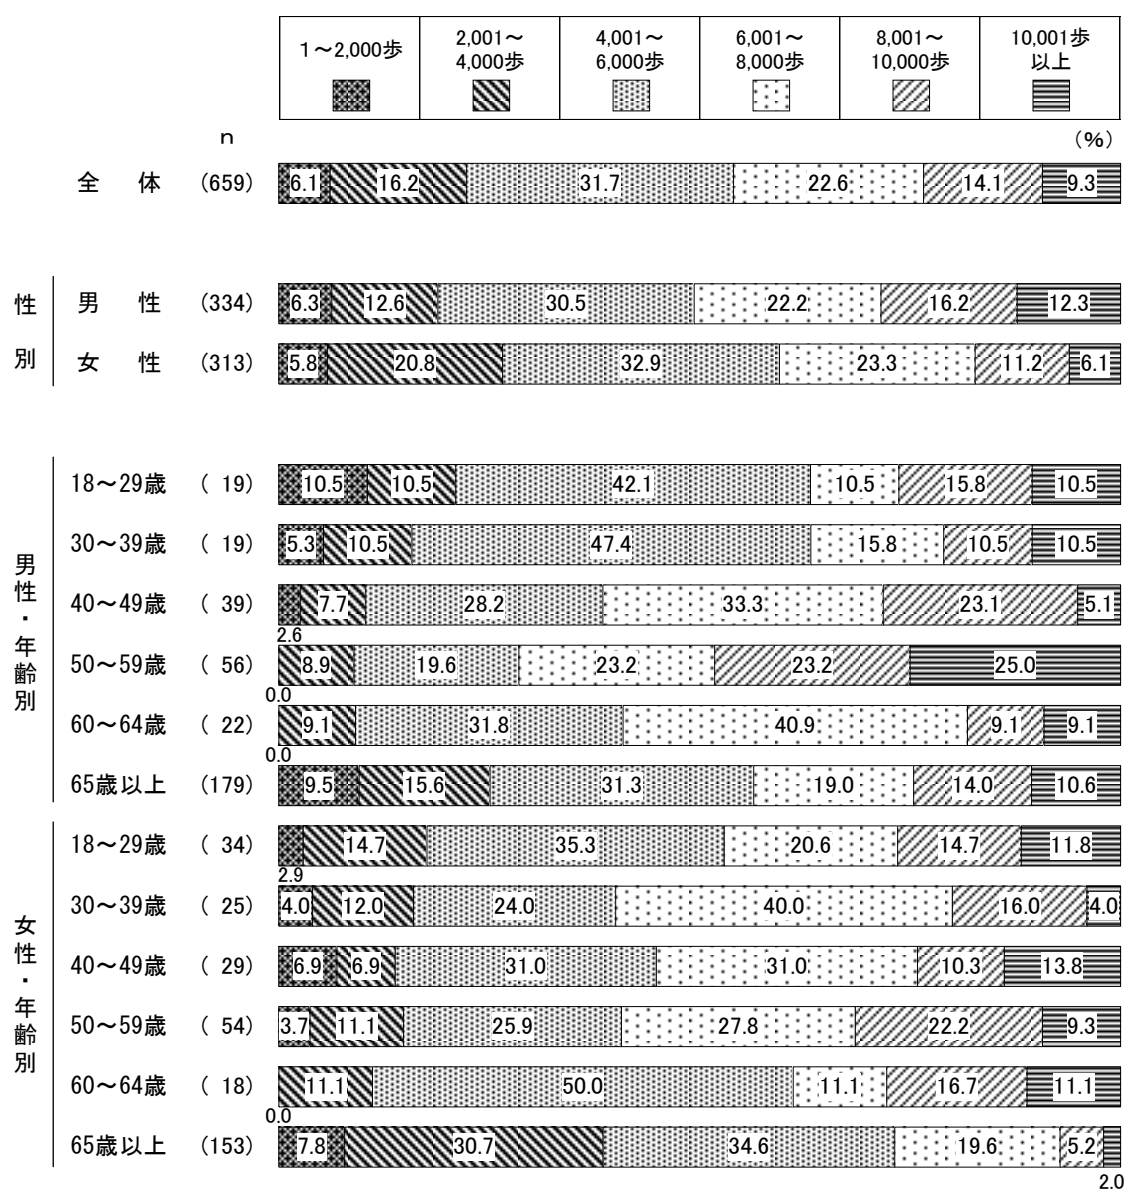 1～2,000歩
2,001～
4,000歩
4,001～
6,000歩
6,001～
8,000歩
8,001～
10,000歩
10,001歩
以上
n
(%)
全 体 (659) 6.1 16.2 31.7 22.6 14.1 9.3
性別
男 性 (334) 6.3 12.6 30.5 22.2 16.2 12.3
女 性 (313) 5.8 20.8 32.9 23.3 11.2 6.1
男性・年齢別
18～29歳 ( 19) 10.5 10.5 42.1 10.5 15.8 10.5
30～39歳 ( 19) 5.3 10.5 47.4 15.8 10.5 10.5
40～49歳 ( 39) 7.7 28.2 33.3 23.1 5.1
2.6
50～59歳 ( 56) 8.9 19.6 23.2 23.2 25.0
0.0
60～64歳 ( 22) 9.1 31.8 40.9 9.1 9.1
0.0
65歳以上 (179) 9.5 15.6 31.3 19.0 14.0 10.6
女性・年齢別
18～29歳 ( 34) 14.7 35.3 20.6 14.7 11.8
2.9
30～39歳 ( 25) 4.0 12.0 24.0 40.0 16.0 4.0
40～49歳 ( 29) 6.9 6.9 31.0 31.0 10.3 13.8
50～59歳 ( 54) 3.7 11.1 25.9 27.8 22.2 9.3
60～64歳 ( 18) 11.1 50.0 11.1 16.7 11.1
0.0
65歳以上 (153) 7.8 30.7 34.6 19.6 5.2
2.0